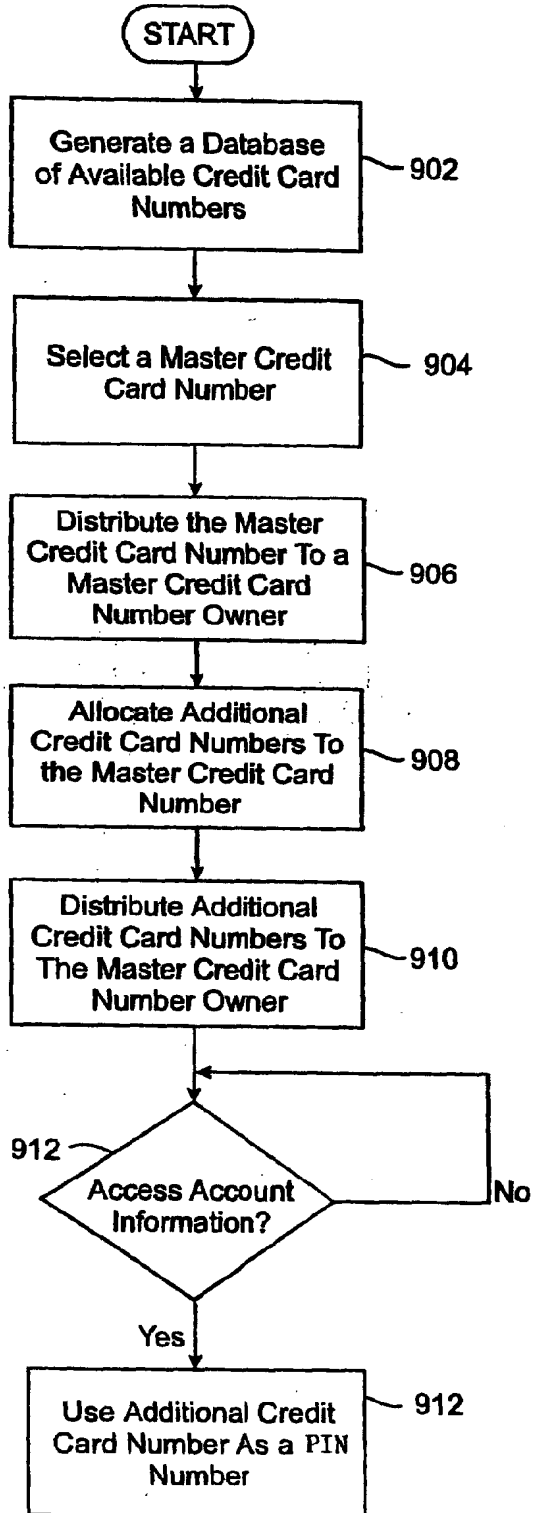 START
Generate a Database
of Available Credit Card
Numbers
902
Select a Master Credit
Card Number
904
Distribute the Master
Credit Card Number To a
Master Credit Card
Number Owner
906
Allocate Additional
Credit Card Numbers To
the Master Credit Card
Number
908
Distribute Additional
Credit Card Numbers To
The Master Credit Card
Number Owner
910
912
Access Account
Information?
No
Yes
Use Additional Credit
Card Number As a PIN
Number
912